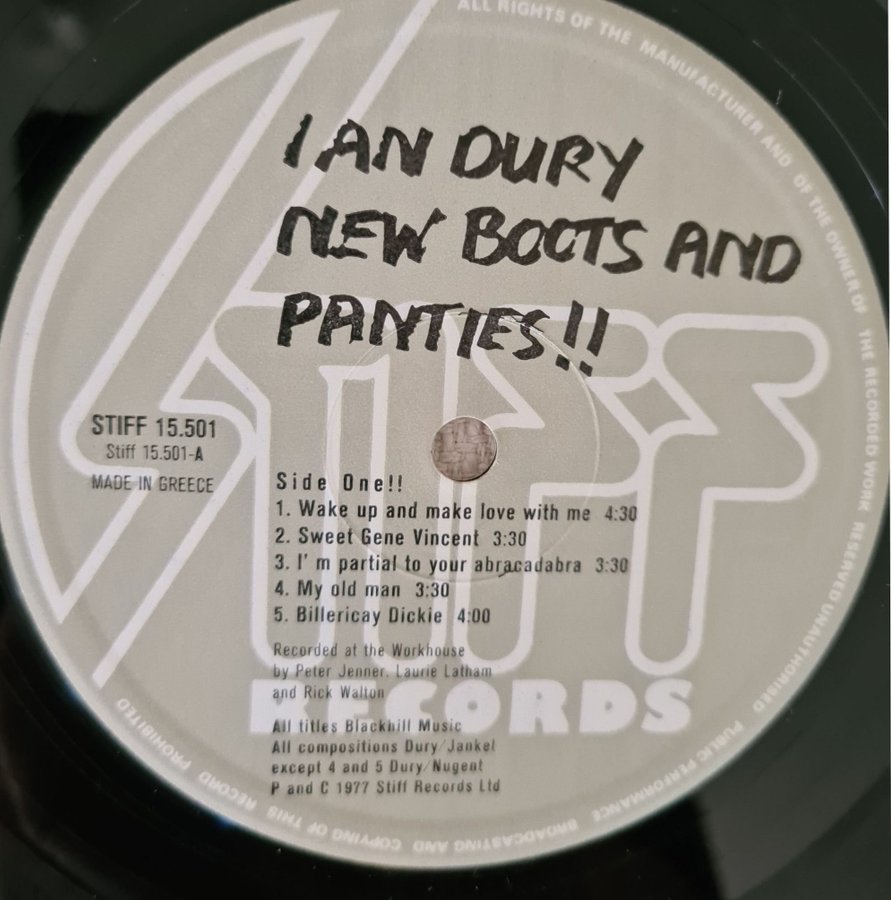 ALL RIGHTS OF THE MANUFACTURER AND OF THE OWNER OF THE RECORDED WORK RESERVED UNAUTHORISED PUBLIC PERFORMANCE BROADCASTING AND COPYING OF THIS RECORD PROHIBITED
IAN DURY
NEW BOOTS AND
PANTIES!!
STIFF
RECORDS
STIFF 15.501
Stiff 15.501-A
MADE IN GREECE
Side One!!
1. Wake up and make love with me 4:30
2. Sweet Gene Vincent 3:30
3. I' m partial to your abracadabra 3:30
4. My old man 3:30
5. Billericay Dickie 4:00
Recorded at the Workhouse
by Peter Jenner. Laurie Latham
and Rick Walton
All titles Blackhill Music
All compositions Dury/Jankel
except 4 and 5 Dury/Nugent
P and C 1977 Stiff Records Ltd